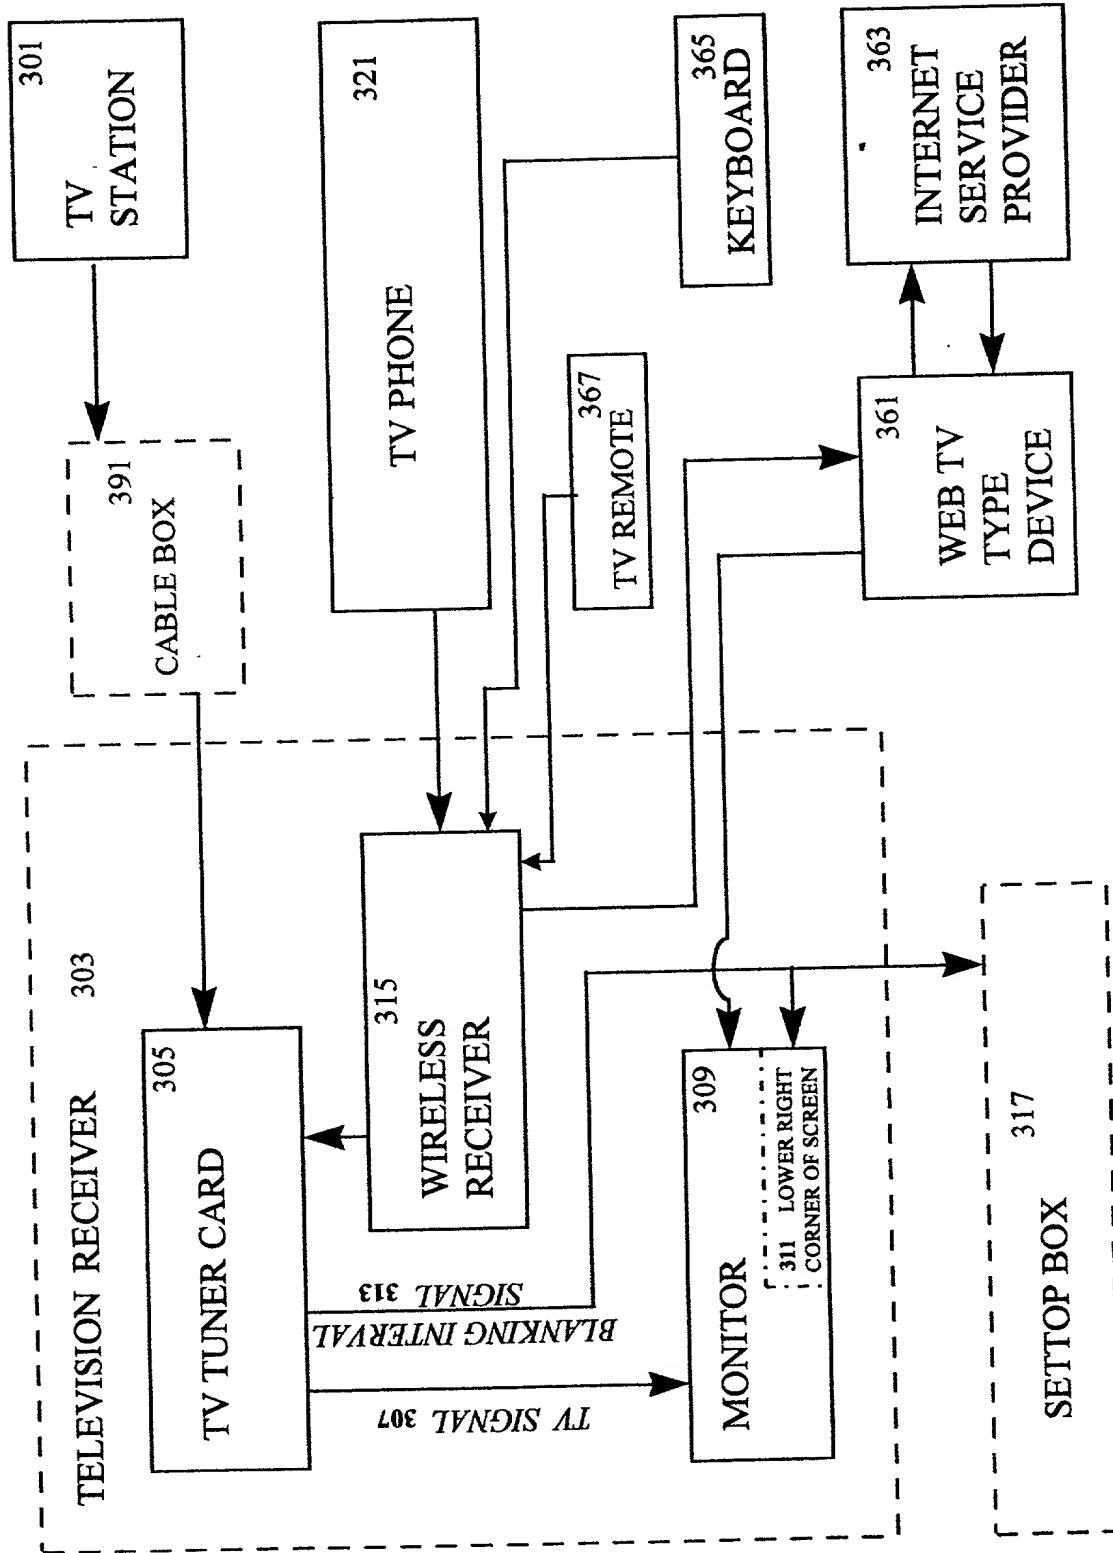 TELEVISION RECEIVER 303
305
TV TUNER CARD
CABLE BOX
391
TV
STATION
301
315
WIRELESS
RECEIVER
TV PHONE
321
BLANKING INTERVAL
SIGNAL 313
TV SIGNAL 307
TV REMOTE
367
KEYBOARD
365
MONITOR
309
311 LOWER RIGHT
CORNER OF SCREEN
WEB TV
TYPE
DEVICE
361
INTERNET
SERVICE
PROVIDER
363
SETTOP BOX
317